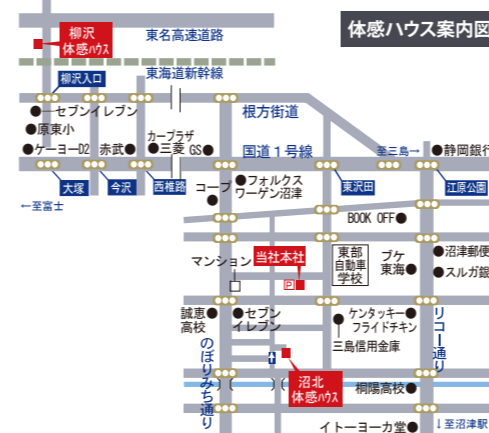 体感ハウス案内図
柳沢
体感ハウス
東名高速道路
東海道新幹線
柳沢入口
セブンイレブン
根方街道
原東小
ケーヨーD2
赤武
カープラザ
三菱
GS
国道1号線
至三島→
静岡銀行
大塚
今沢
西椎路
コープ
フォルクス
ワーゲン沼津
東沢田
江原公園
←至富士
BOOK OFF
マンション
当社本社
P
東部
自動車
学校
ブケ
東海
沼津郵便
スルガ銀
誠恵
高校
セブン
イレブン
ケンタッキー
フライドチキン
三島信用金庫
リコー通り
のぼりみち通り
沼北
体感ハウス
桐陽高校
イトーヨーカ堂
↓至沼津駅